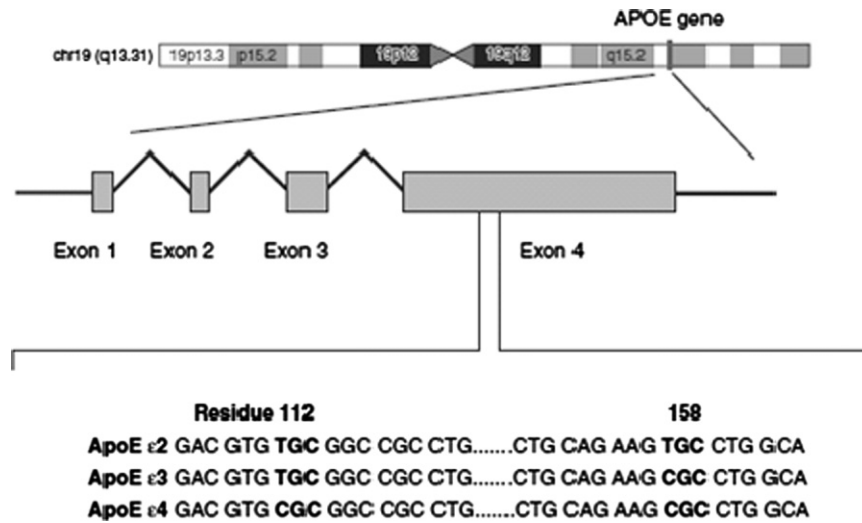 APOE gene
chr19 (q13.31) 19p13.3 p15.2 19p12 19q12 q15.2
Exon 1 Exon 2 Exon 3 Exon 4
Residue 112 158
ApoE ε2 GAC GTG TGC GGC CGC CTG.......CTG CAG AAG TGC CTG GCA
ApoE ε3 GAC GTG TGC GGC CGC CTG.......CTG CAG AAG CGC CTG GCA
ApoE ε4 GAC GTG CGC GGC CGC CTG.......CTG CAG AAG CGC CTG GCA